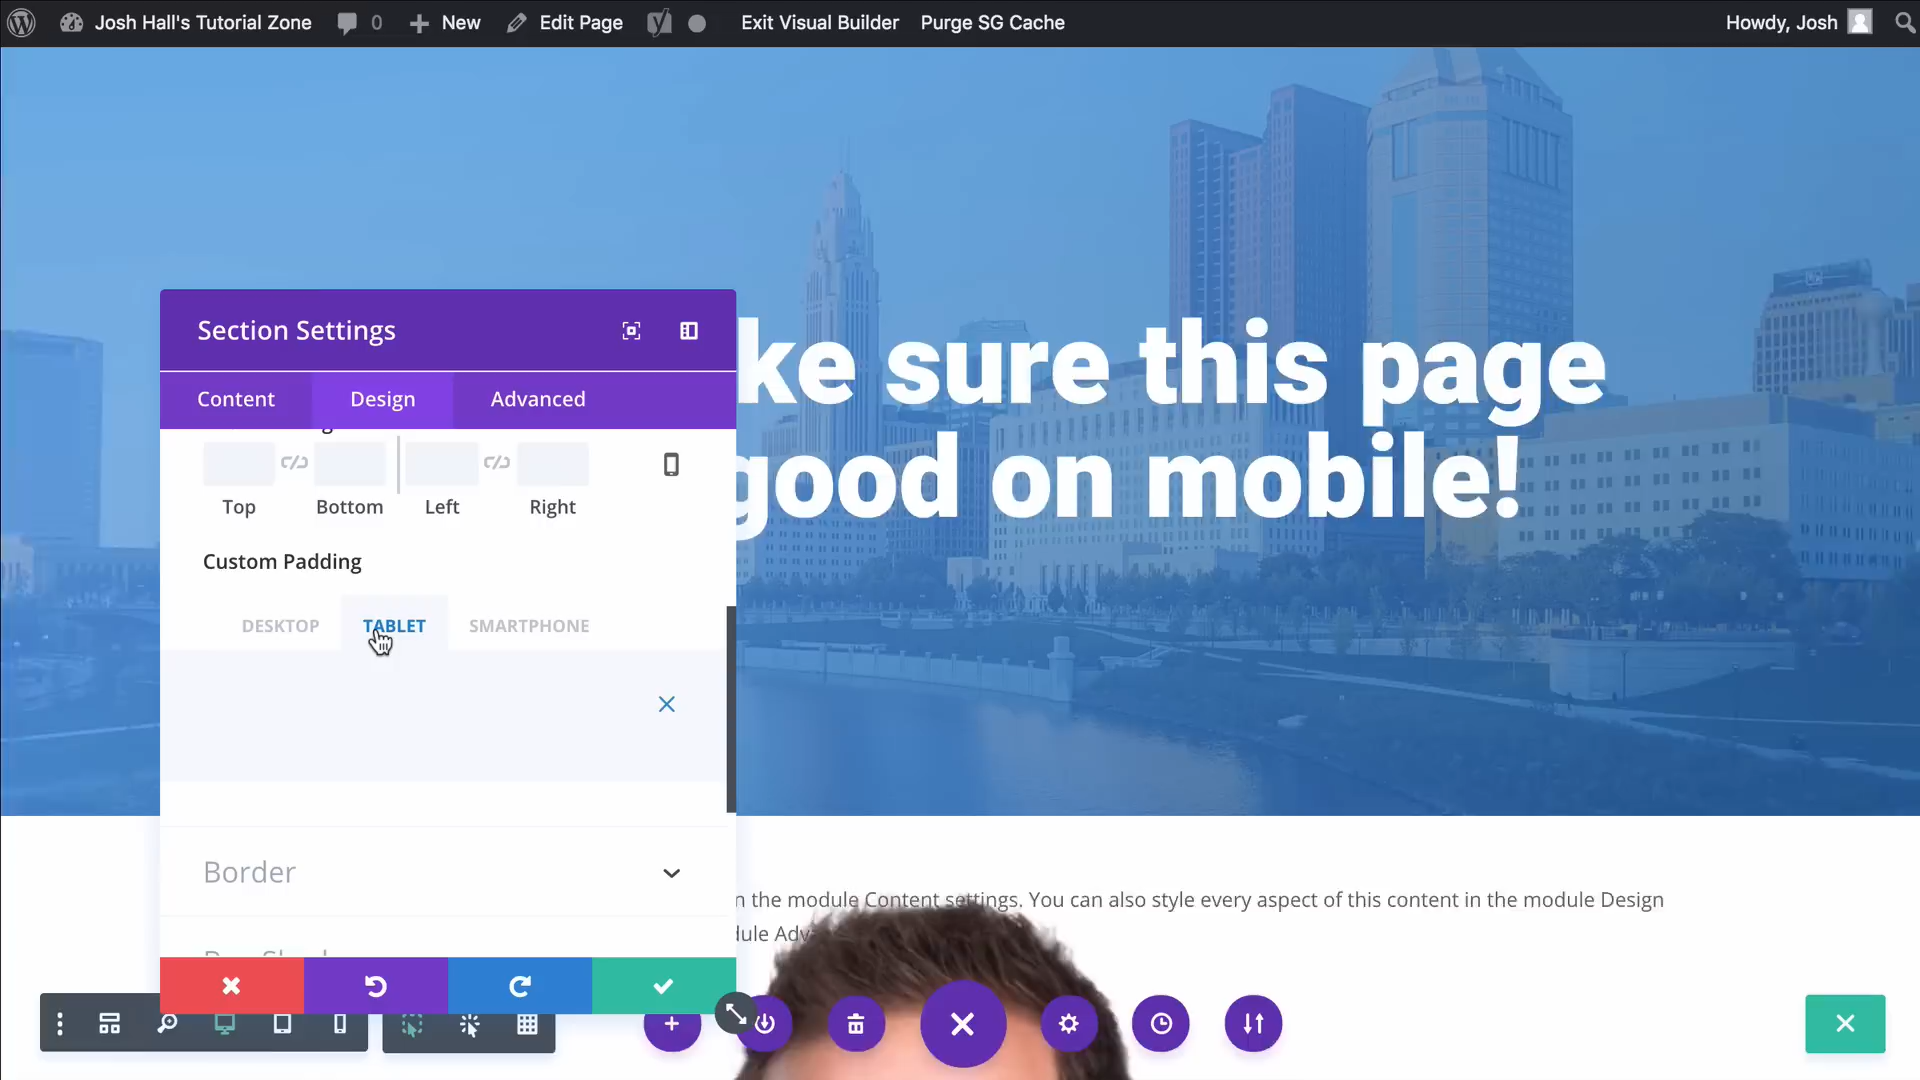 Josh Hall's Tutorial Zone 0 New Edit Page Exit Visual Builder Purge SG Cache Howdy, Josh
ke sure this page
good on mobile!
Section Settings
Content Design Advanced
Top Bottom Left Right
Custom Padding
DESKTOP TABLET SMARTPHONE
Border
n the module Content settings. You can also style every aspect of this content in the module Design
dule Adv